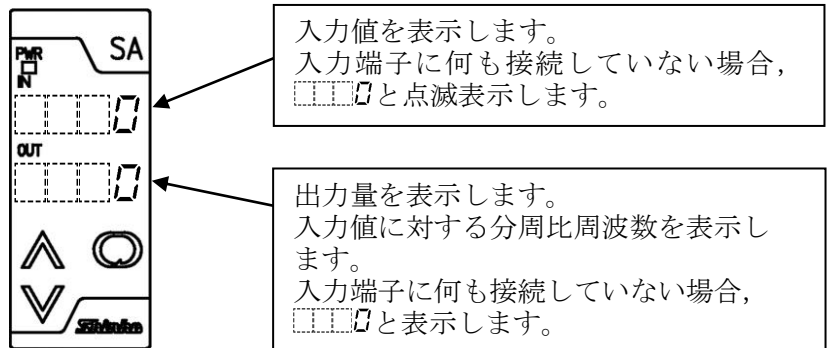 PWR
SA
IN
0
OUT
0
Shinko
入力値を表示します。
入力端子に何も接続していない場合,
0と点滅表示します。
出力量を表示します。
入力値に対する分周比周波数を表示し
ます。
入力端子に何も接続していない場合,
0と表示します。